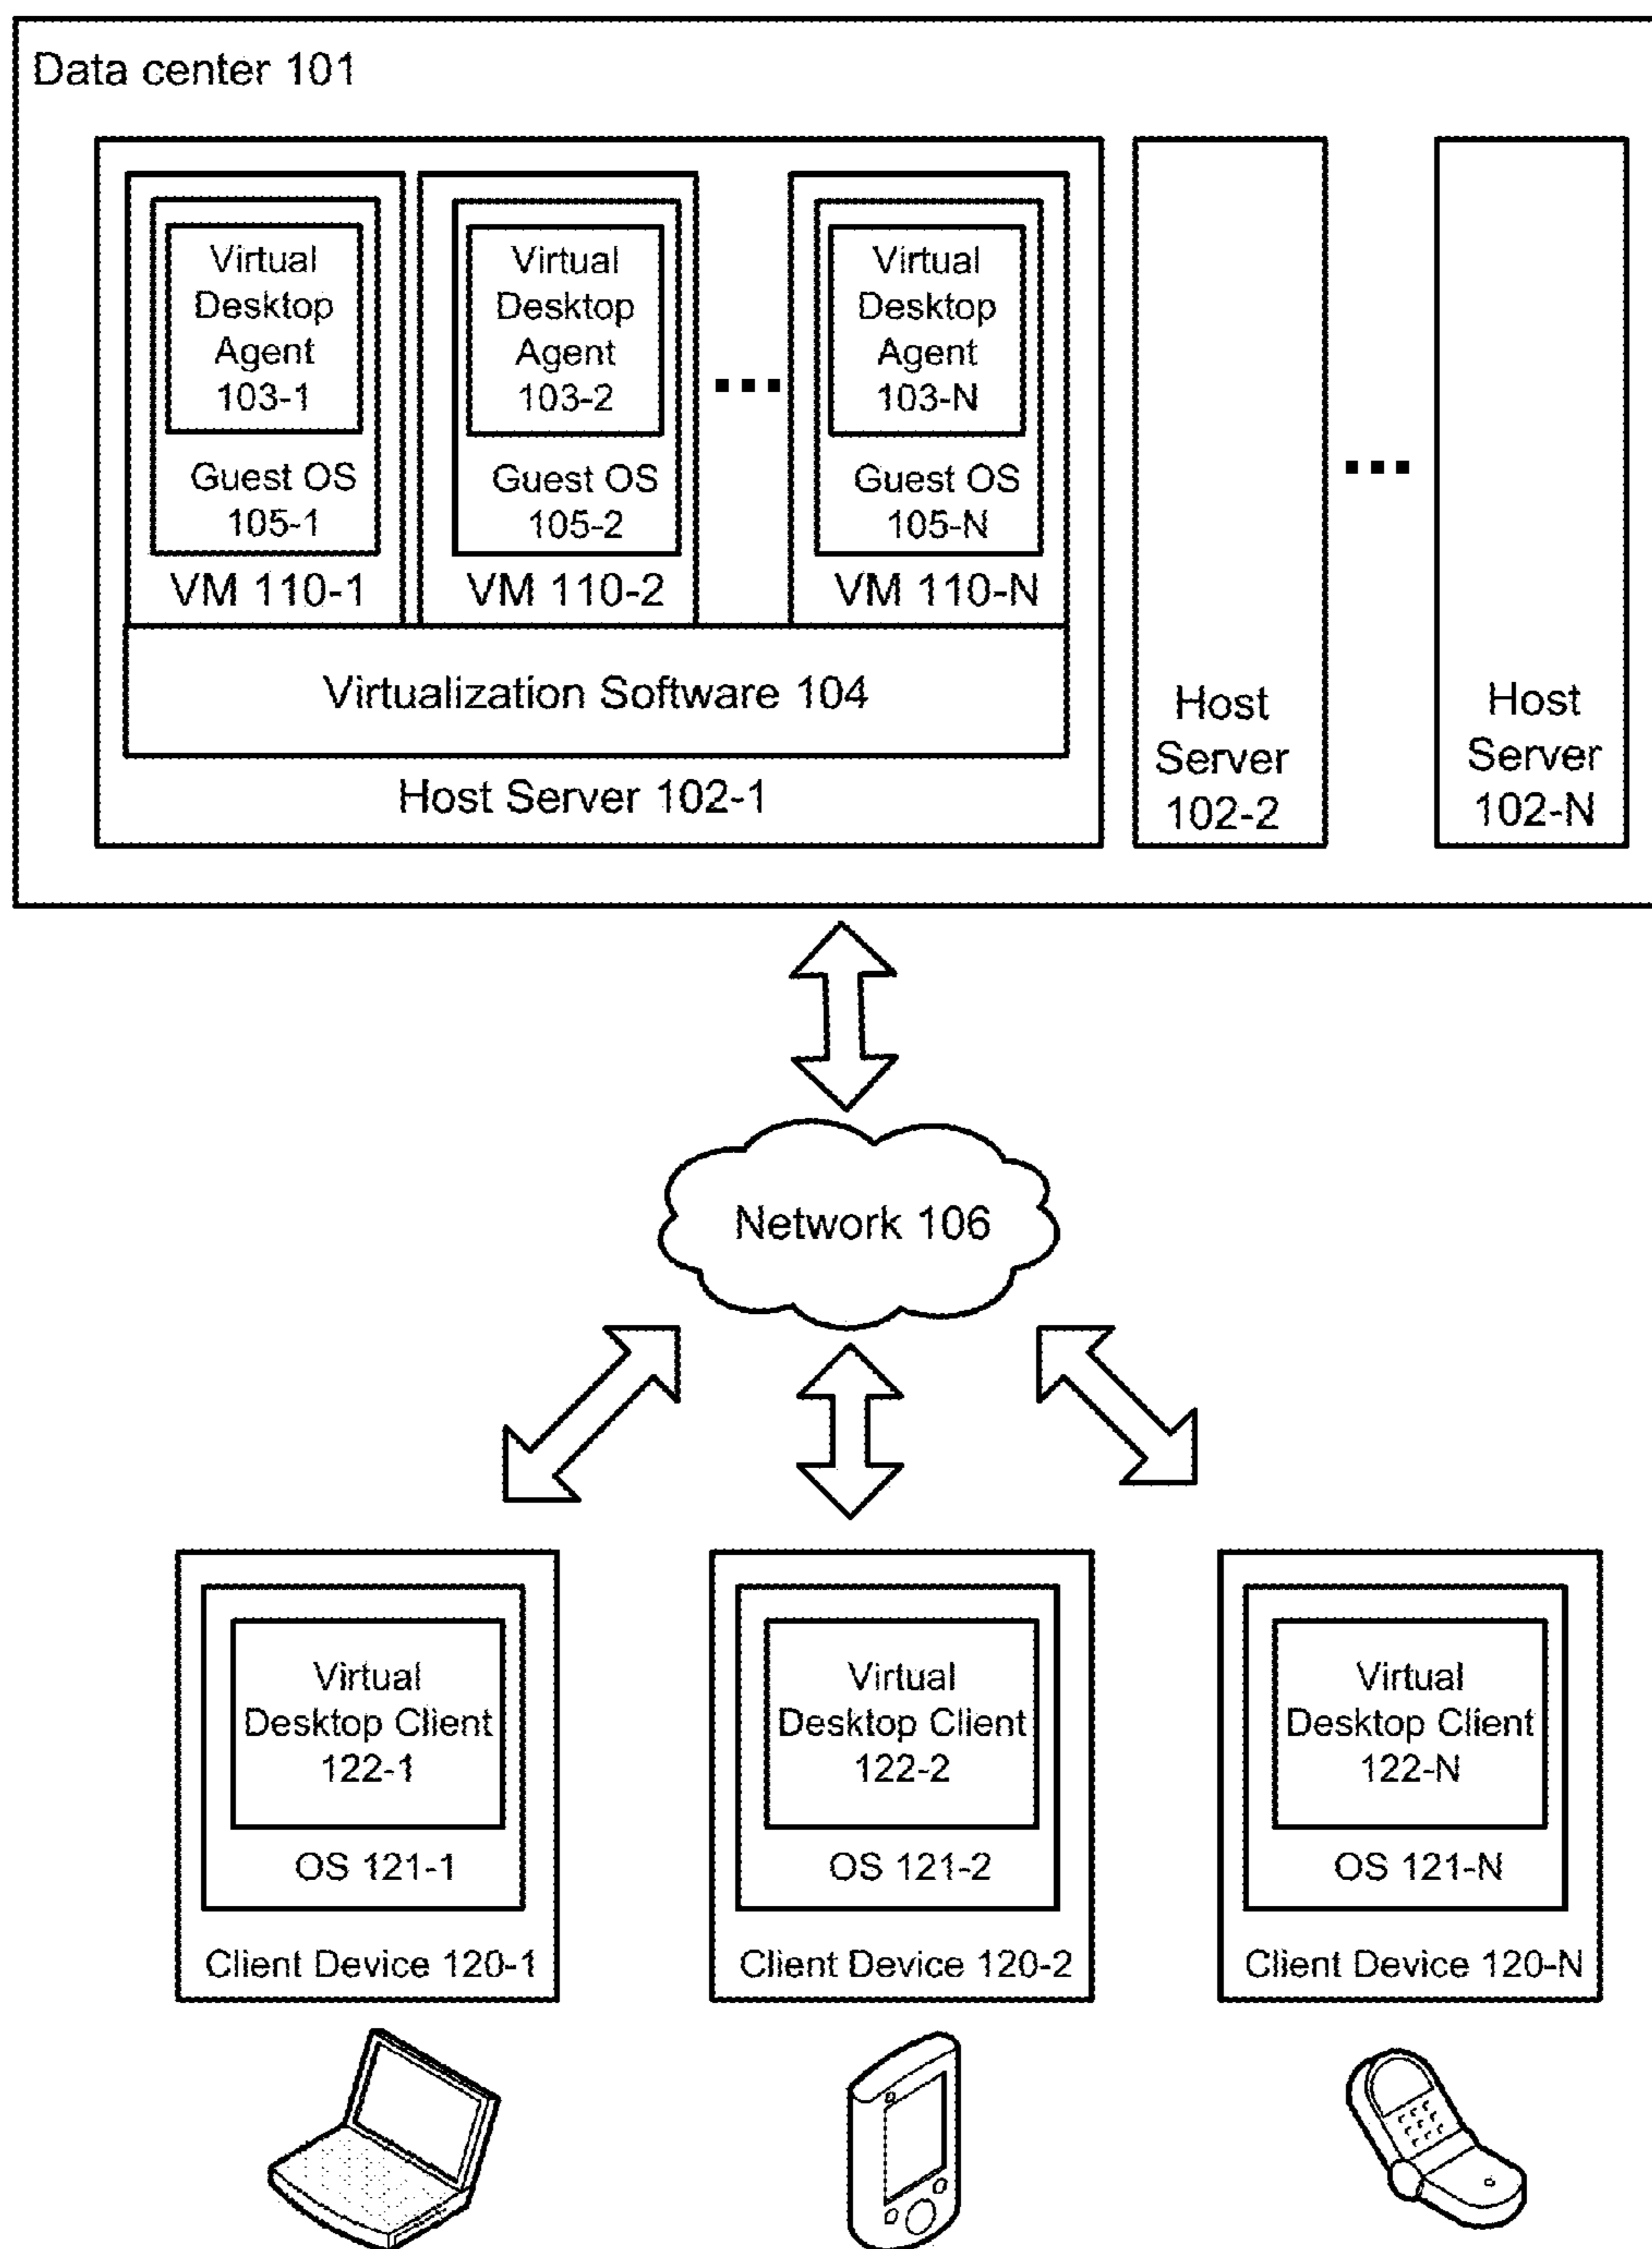 Data center 101
Virtual
Desktop
Agent
103-1
Guest OS
105-1
VM 110-1
Virtual
Desktop
Agent
103-2
Guest OS
105-2
VM 110-2
...
Virtual
Desktop
Agent
103-N
Guest OS
105-N
VM 110-N
Virtualization Software 104
Host Server 102-1
Host
Server
102-2
...
Host
Server
102-N
Network 106
Virtual
Desktop Client
122-1
OS 121-1
Client Device 120-1
Virtual
Desktop Client
122-2
OS 121-2
Client Device 120-2
Virtual
Desktop Client
122-N
OS 121-N
Client Device 120-N